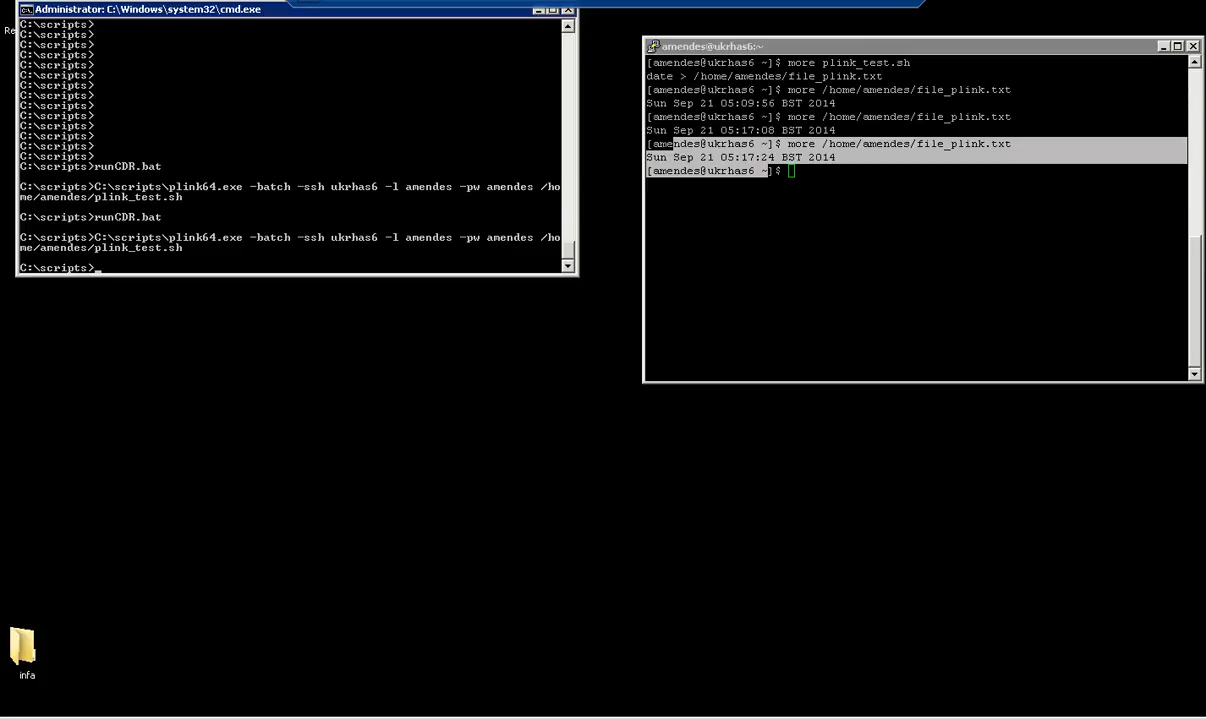 Administrator: C:\Windows\system32\cmd.exe
C:\scripts>
C:\scripts>
C:\scripts>
C:\scripts>
C:\scripts>
C:\scripts>
C:\scripts>
C:\scripts>
C:\scripts>
C:\scripts>
C:\scripts>
C:\scripts>
C:\scripts>
C:\scripts>
C:\scripts>runCDR.bat
C:\scripts>C:\scripts\plink64.exe -batch -ssh ukrhas6 -l amendes -pw amendes /ho
me/amendes/plink_test.sh
C:\scripts>runCDR.bat
C:\scripts>C:\scripts\plink64.exe -batch -ssh ukrhas6 -l amendes -pw amendes /ho
me/amendes/plink_test.sh
C:\scripts>_
amendes@ukrhas6:~
[amendes@ukrhas6 ~]$ more plink_test.sh
date > /home/amendes/file_plink.txt
[amendes@ukrhas6 ~]$ more /home/amendes/file_plink.txt
Sun Sep 21 05:09:56 BST 2014
[amendes@ukrhas6 ~]$ more /home/amendes/file_plink.txt
Sun Sep 21 05:17:08 BST 2014
[amendes@ukrhas6 ~]$ more /home/amendes/file_plink.txt
Sun Sep 21 05:17:24 BST 2014
[amendes@ukrhas6 ~]$
Re
infa